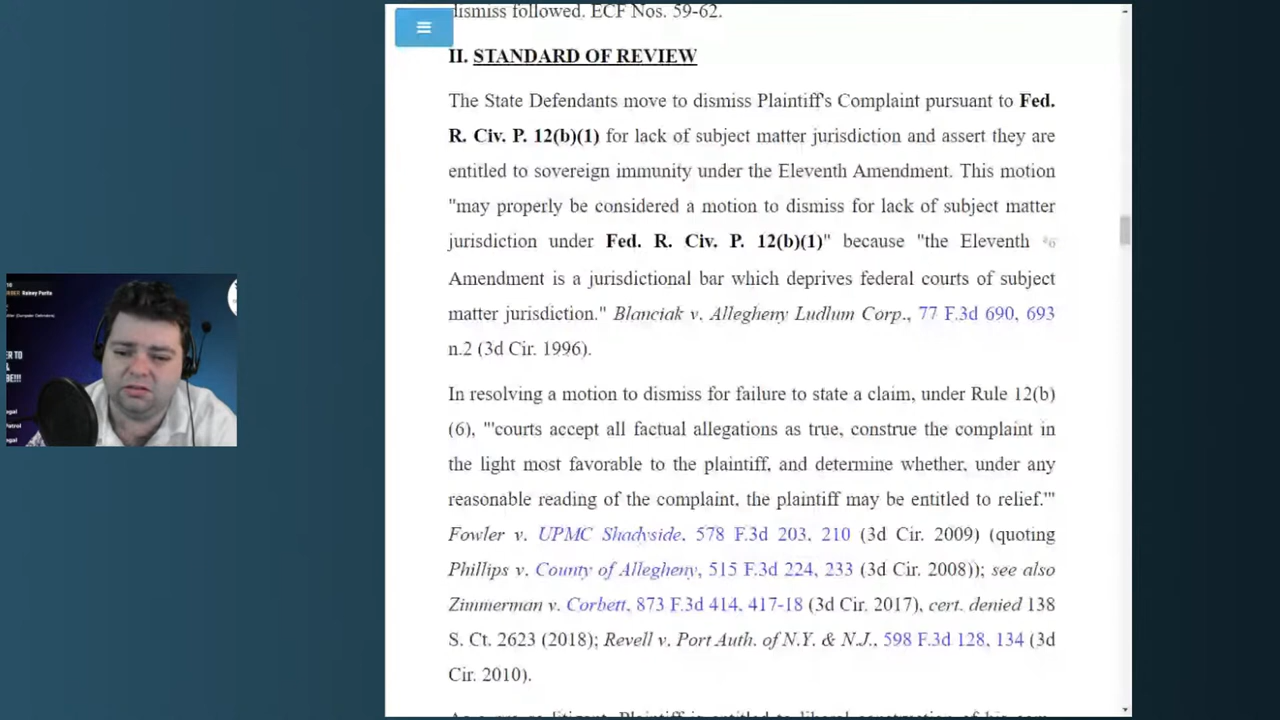 dismiss followed. ECF Nos. 59-62.
II. STANDARD OF REVIEW
The State Defendants move to dismiss Plaintiff's Complaint pursuant to Fed.
R. Civ. P. 12(b)(1) for lack of subject matter jurisdiction and assert they are
entitled to sovereign immunity under the Eleventh Amendment. This motion
"may properly be considered a motion to dismiss for lack of subject matter
jurisdiction under Fed. R. Civ. P. 12(b)(1)" because "the Eleventh *6
Amendment is a jurisdictional bar which deprives federal courts of subject
matter jurisdiction." Blanciak v. Allegheny Ludlum Corp., 77 F.3d 690, 693
n.2 (3d Cir. 1996).
In resolving a motion to dismiss for failure to state a claim, under Rule 12(b)
(6), "'courts accept all factual allegations as true, construe the complaint in
the light most favorable to the plaintiff, and determine whether, under any
reasonable reading of the complaint, the plaintiff may be entitled to relief.'"
Fowler v. UPMC Shadyside, 578 F.3d 203, 210 (3d Cir. 2009) (quoting
Phillips v. County of Allegheny, 515 F.3d 224, 233 (3d Cir. 2008)); see also
Zimmerman v. Corbett, 873 F.3d 414, 417-18 (3d Cir. 2017), cert. denied 138
S. Ct. 2623 (2018); Revell v. Port Auth. of N.Y. & N.J., 598 F.3d 128, 134 (3d
Cir. 2010).